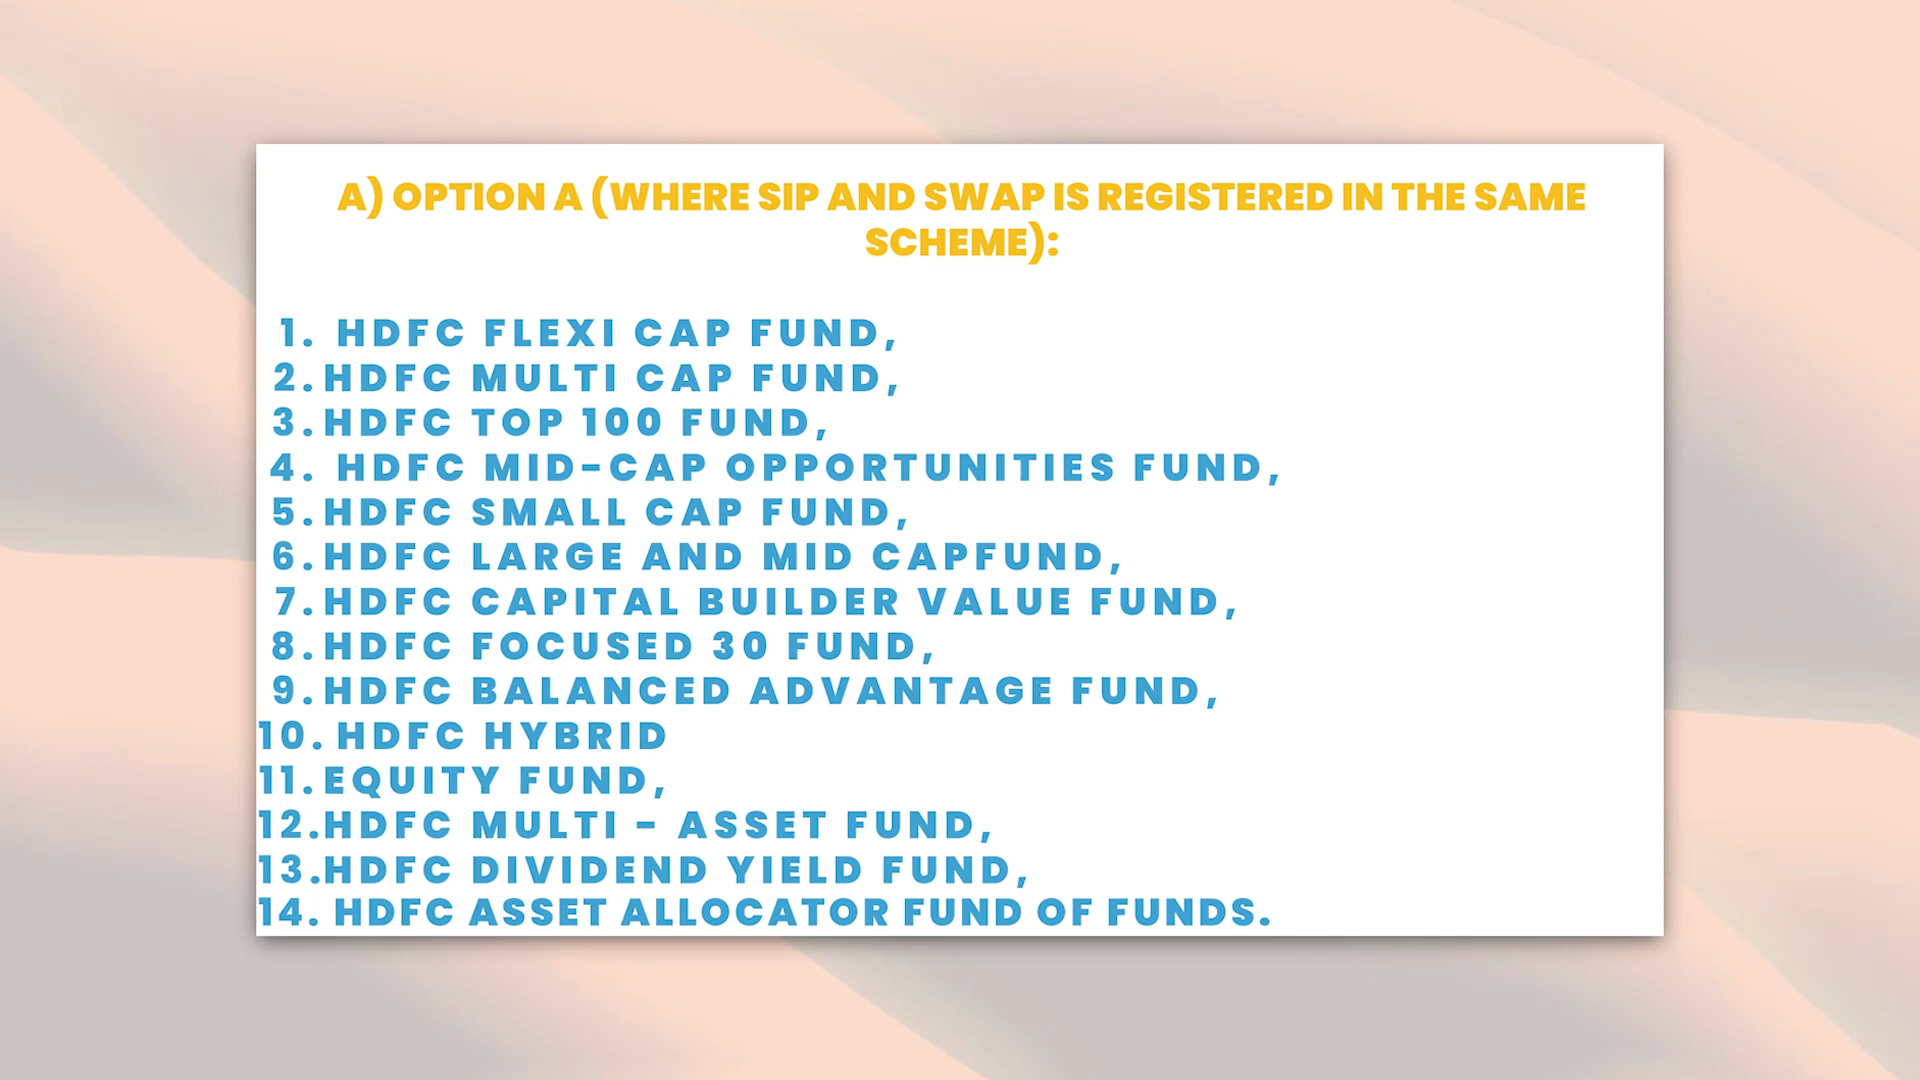 A) OPTION A (WHERE SIP AND SWAP IS REGISTERED IN THE SAME
SCHEME):
1. HDFC FLEXI CAP FUND,
2. HDFC MULTI CAP FUND,
3. HDFC TOP 100 FUND,
4. HDFC MID-CAP OPPORTUNITIES FUND,
5. HDFC SMALL CAP FUND,
6. HDFC LARGE AND MID CAPFUND,
7. HDFC CAPITAL BUILDER VALUE FUND,
8. HDFC FOCUSED 30 FUND,
9. HDFC BALANCED ADVANTAGE FUND,
10. HDFC HYBRID
11. EQUITY FUND,
12. HDFC MULTI - ASSET FUND,
13. HDFC DIVIDEND YIELD FUND,
14. HDFC ASSET ALLOCATOR FUND OF FUNDS.